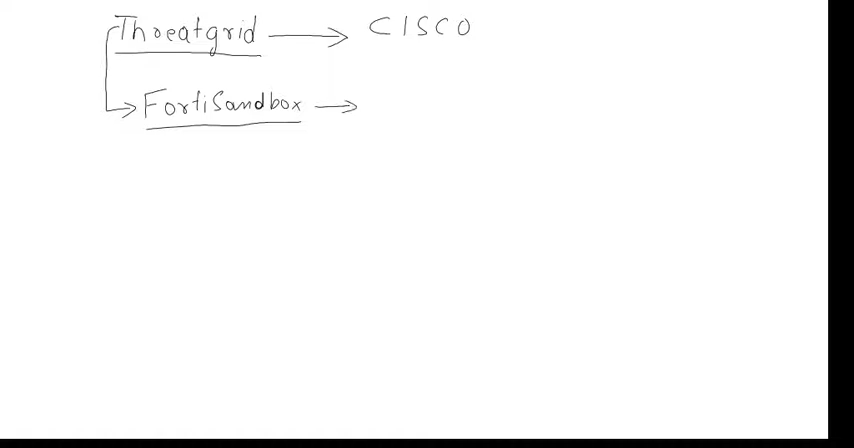 Threatgrid → CISCO
FortiSandbox →